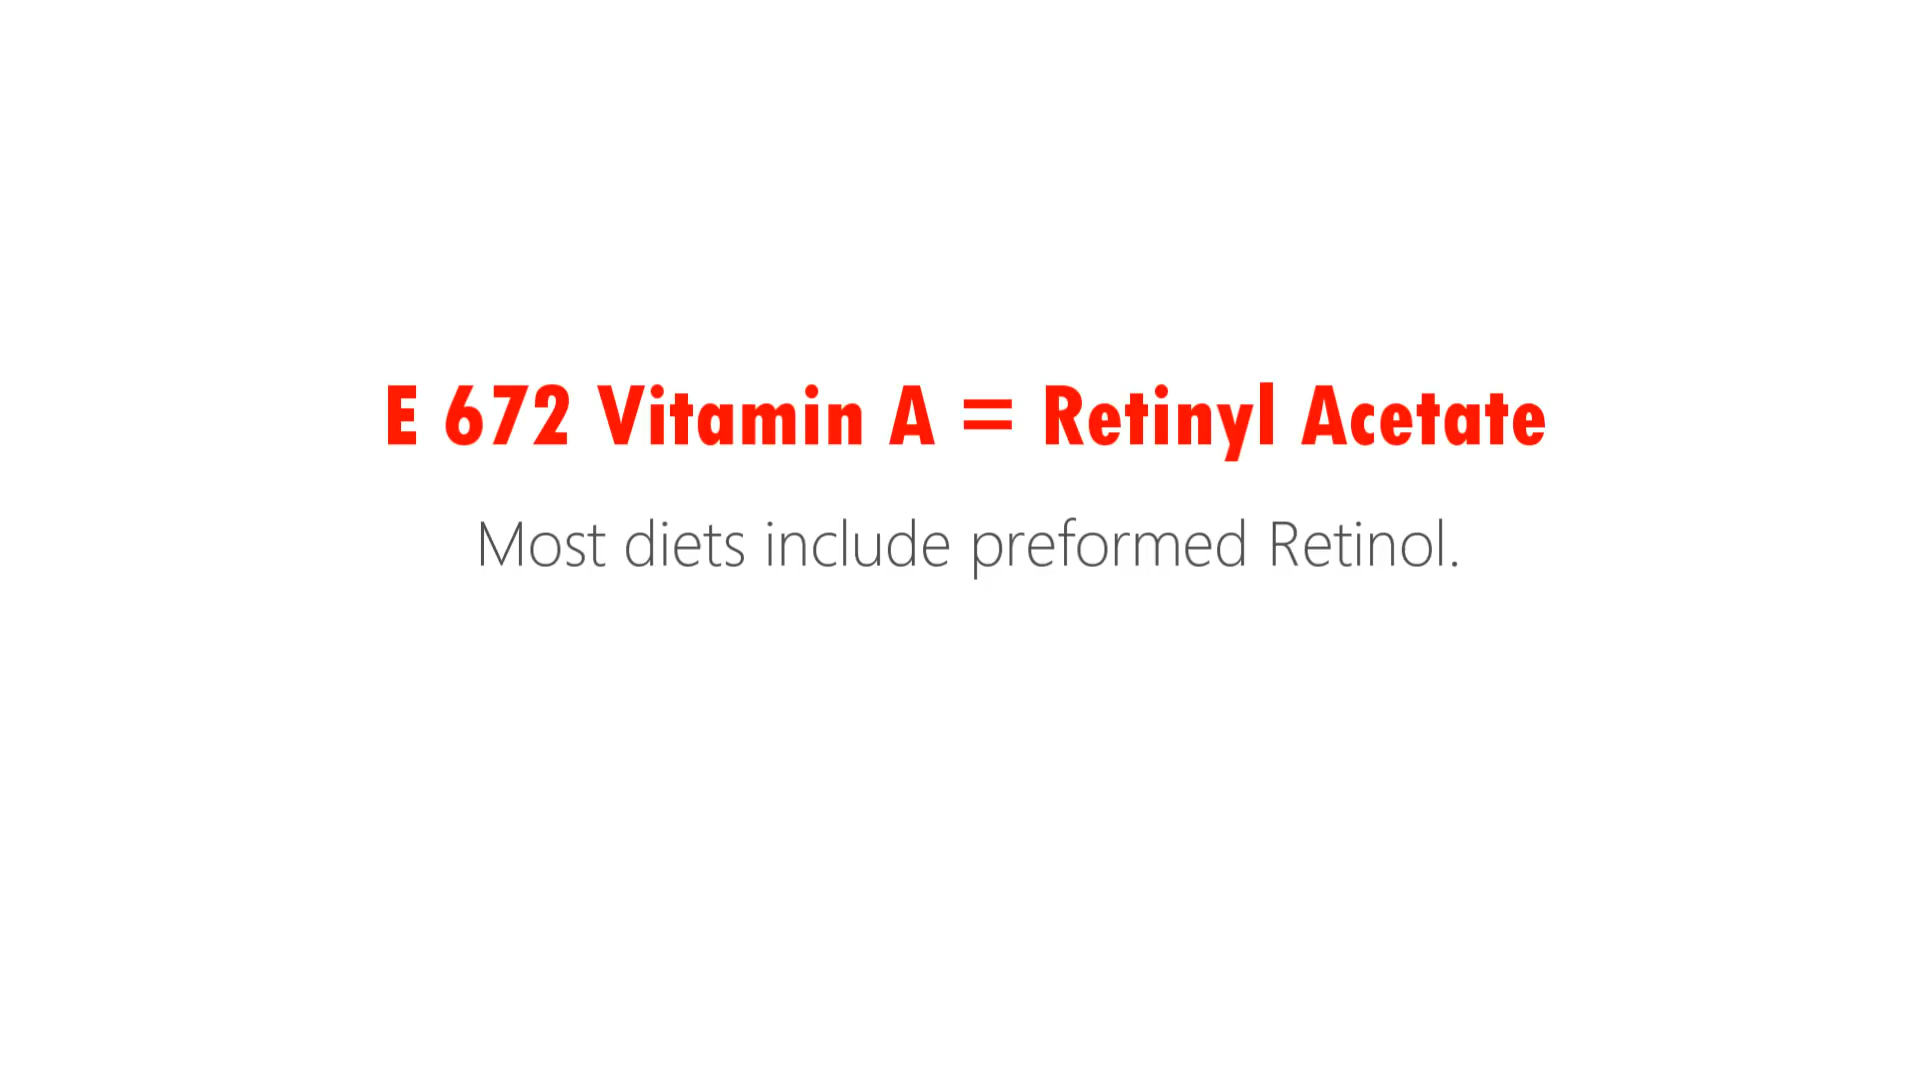 E 672 Vitamin A = Retinyl Acetate
Most diets include preformed Retinol.